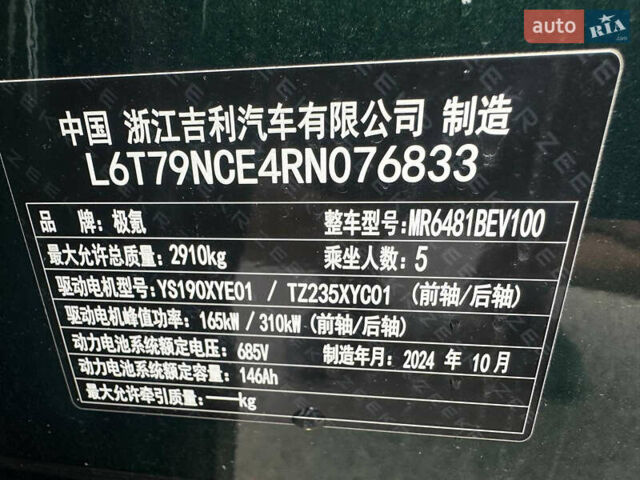 auto RIA .com
中国 浙江吉利汽车有限公司 制造
L6T79NCE4RN076833
品 牌:极氪 整车型号:MR6481BEV100
最大允许总质量:2910kg 乘坐人数:5
驱动电机型号:YS190XYE01 / TZ235XYC01 (前轴/后轴)
驱动电机峰值功率:165kW / 310kW (前轴/后轴)
动力电池系统额定电压:685V 制造年月:2024 年 10 月
动力电池系统额定容量:146Ah
最大允许牵引质量:——kg